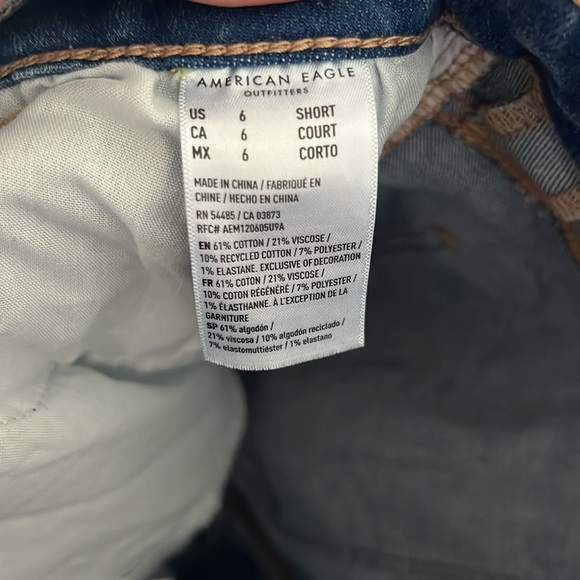 AMERICAN EAGLE
OUTFITTERS
US 6 SHORT
CA 6 COURT
MX 6 CORTO
MADE IN CHINA / FABRIQUÉ EN
CHINE / HECHO EN CHINA
RN 54485 / CA 03873
RFC# AEM120605U9A
EN 61% COTTON / 21% VISCOSE /
10% RECYCLED COTTON / 7% POLYESTER /
1% ELASTANE. EXCLUSIVE OF DECORATION
FR 61% COTON / 21% VISCOSE /
10% COTON RÉGÉNÉRÉ / 7% POLYESTER /
1% ÉLASTHANNE. À L'EXCEPTION DE LA
GARNITURE
SP 61% algodón /
21% viscosa / 10% algodón reciclado /
7% elastomultiéster / 1% elastano